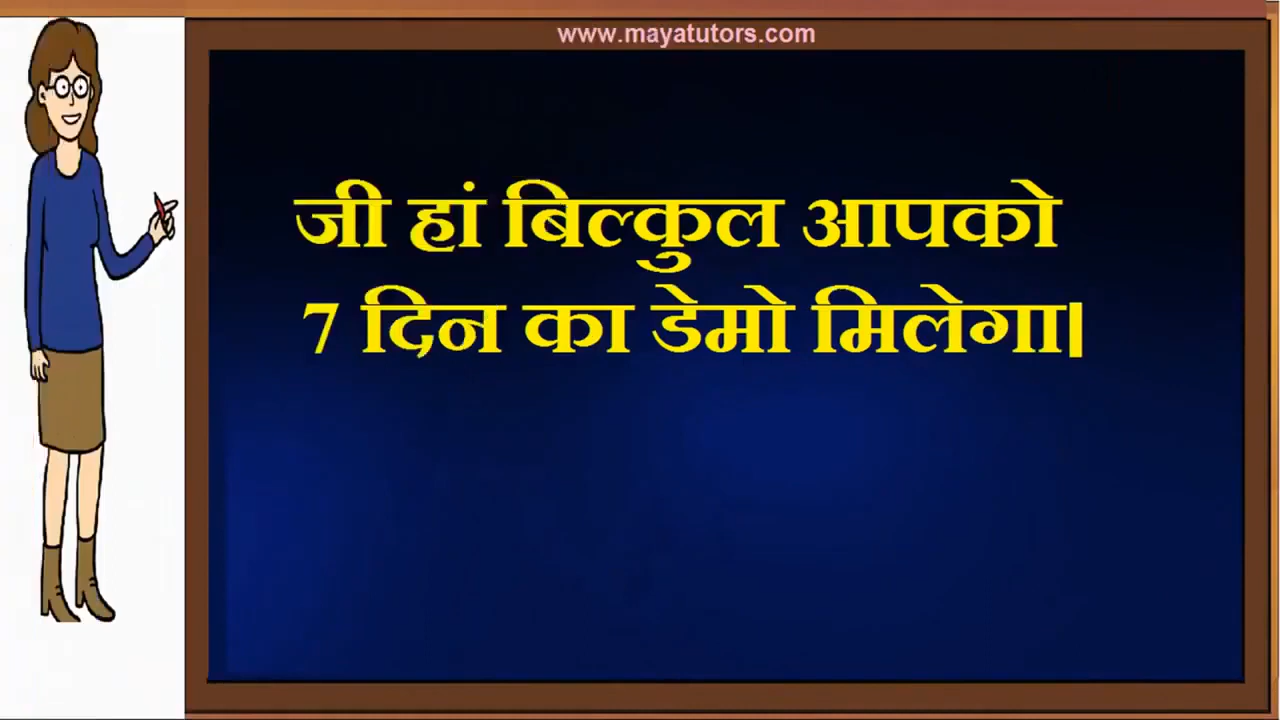 www.mayatutors.com
जी हां बिल्कुल आपको
7 दिन का डेमो मिलेगा।